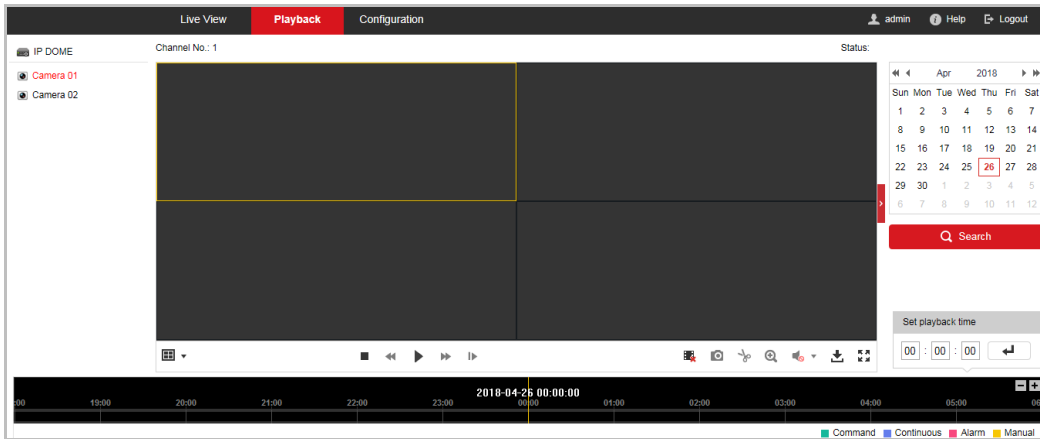 Live View Playback Configuration admin Help Logout
IP DOME
Channel No.: 1 Status:
Camera 01
Camera 02
Apr 2018
Sun Mon Tue Wed Thu Fri Sat
1 2 3 4 5 6 7
8 9 10 11 12 13 14
15 16 17 18 19 20 21
22 23 24 25 26 27 28
29 30 1 2 3 4 5
6 7 8 9 10 11 12
Search
Set playback time
00 : 00 : 00
2018-04-26 00:00:00
:00 19:00 20:00 21:00 22:00 23:00 00:00 01:00 02:00 03:00 04:00 05:00 06
Command Continuous Alarm Manual